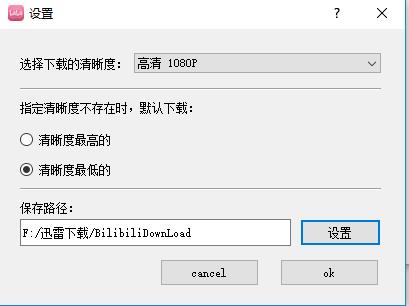 设置
选择下载的清晰度：
高清 1080P
指定清晰度不存在时，默认下载：
清晰度最高的
清晰度最低的
保存路径：
F:/迅雷下载/BilibiliDownLoad
设置
cancel
ok